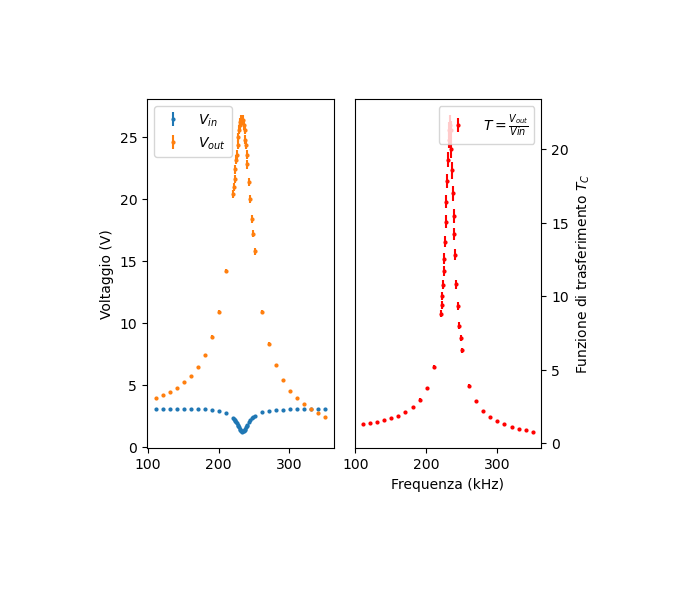 V_in
V_out
T = V_out/Vin
Voltaggio (V)
25
20
15
10
5
0
100
200
300
20
15
10
5
0
Funzione di trasferimento T_C
100
200
300
Frequenza (kHz)